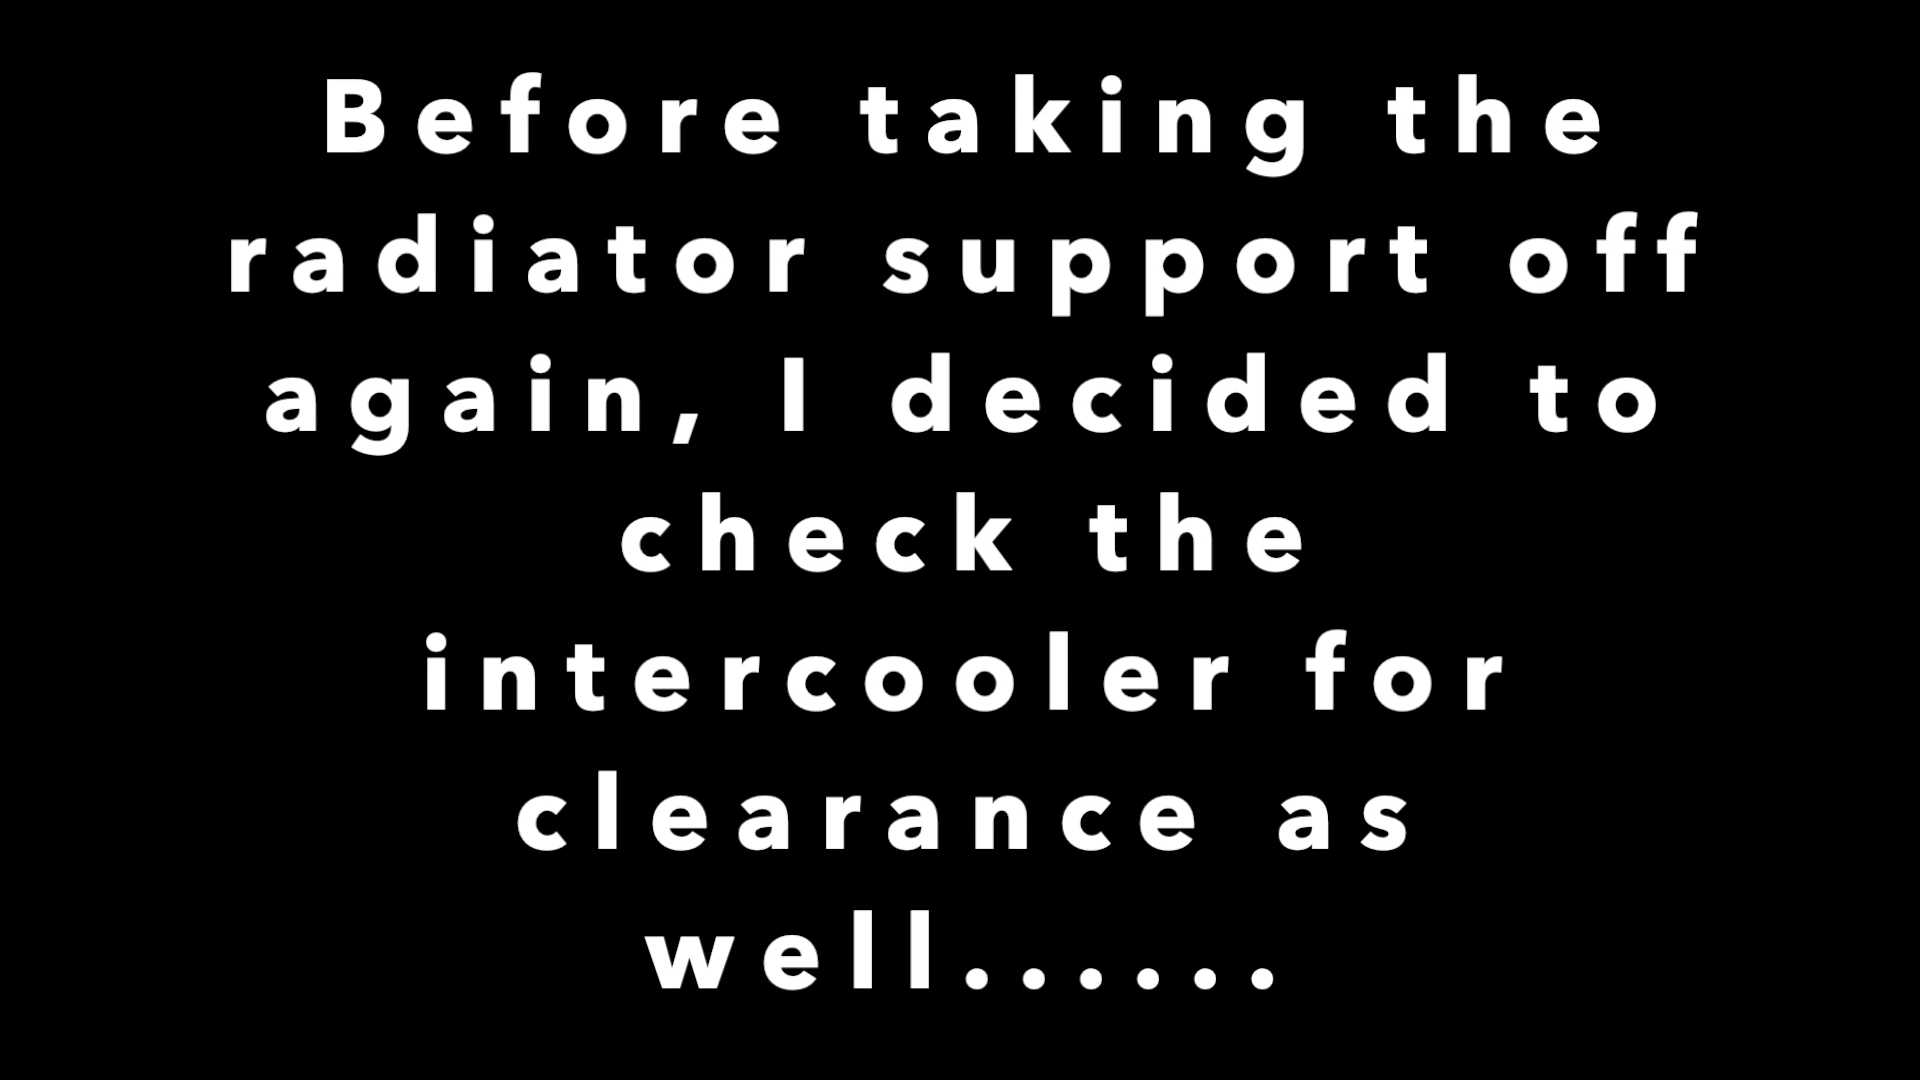 Before taking the
radiator support off
again, I decided to
check the
intercooler for
clearance as
well......